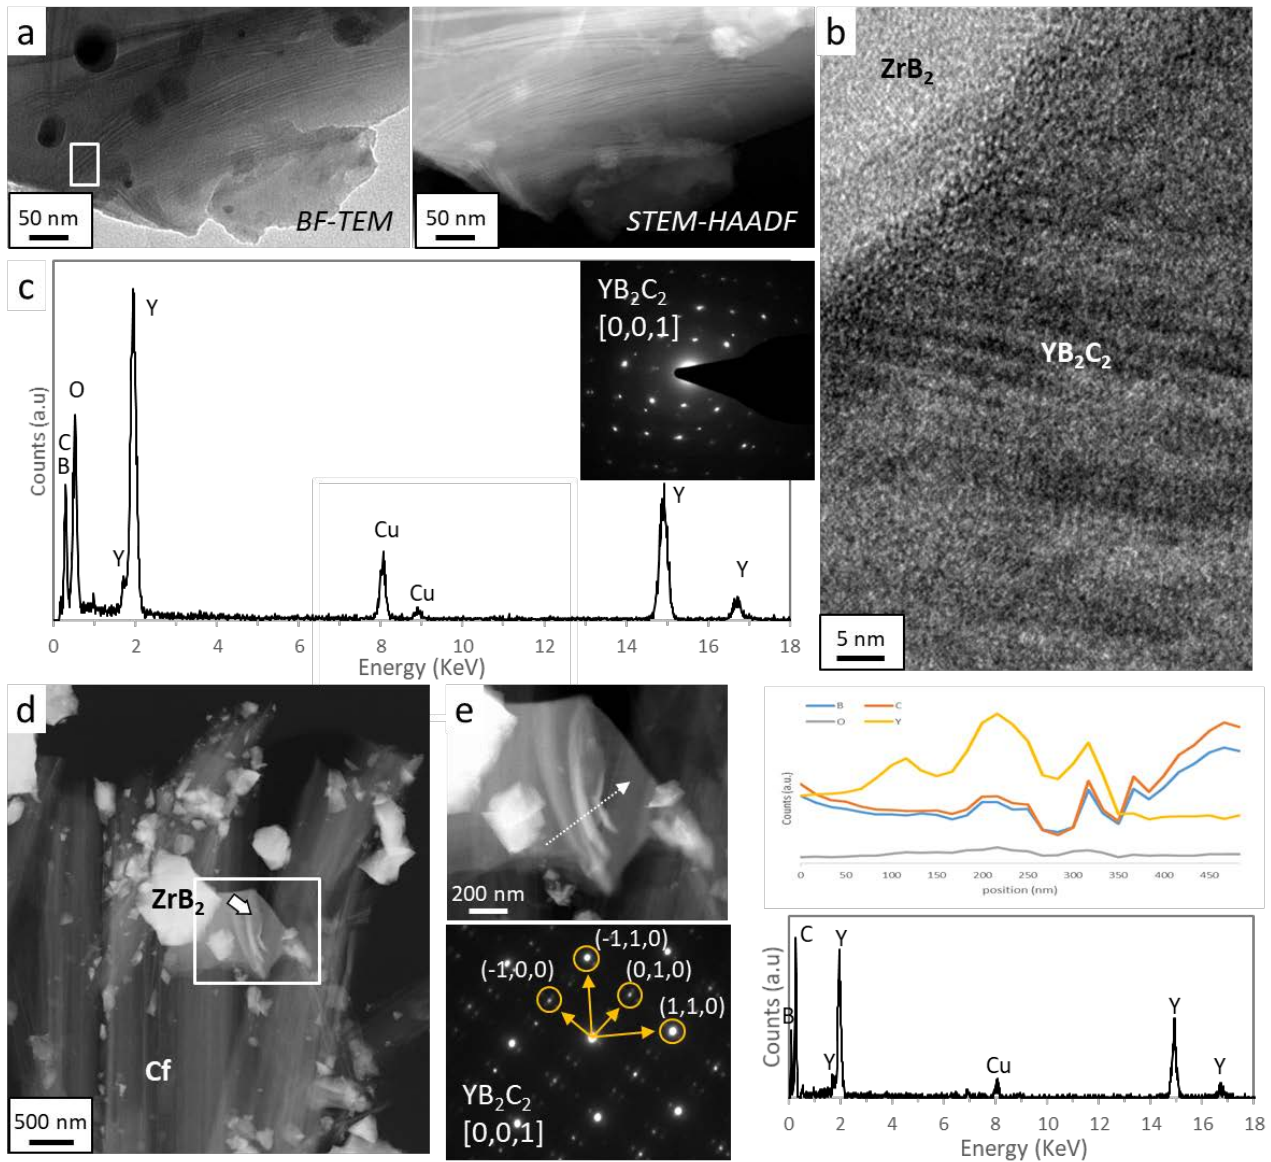 a
BF-TEM
50 nm
STEM-HAADF
50 nm
b
ZrB₂
YB₂C₂
5 nm
c
YB₂C₂
[0,0,1]
Y
O
C
B
Y
Cu
Cu
Y
Y
Counts (a.u)
0 2 4 6 8 10 12 14 16 18
Energy (KeV)
d
ZrB₂
Cf
500 nm
e
200 nm
(-1,1,0)
(-1,0,0)
(0,1,0)
(1,1,0)
YB₂C₂
[0,0,1]
B C
O Y
Counts (a.u.)
0 50 100 150 200 250 300 350 400 450
position (nm)
C
Y
B
Y
Cu
Y
Y
Counts (a.u)
0 2 4 6 8 10 12 14 16 18
Energy (KeV)